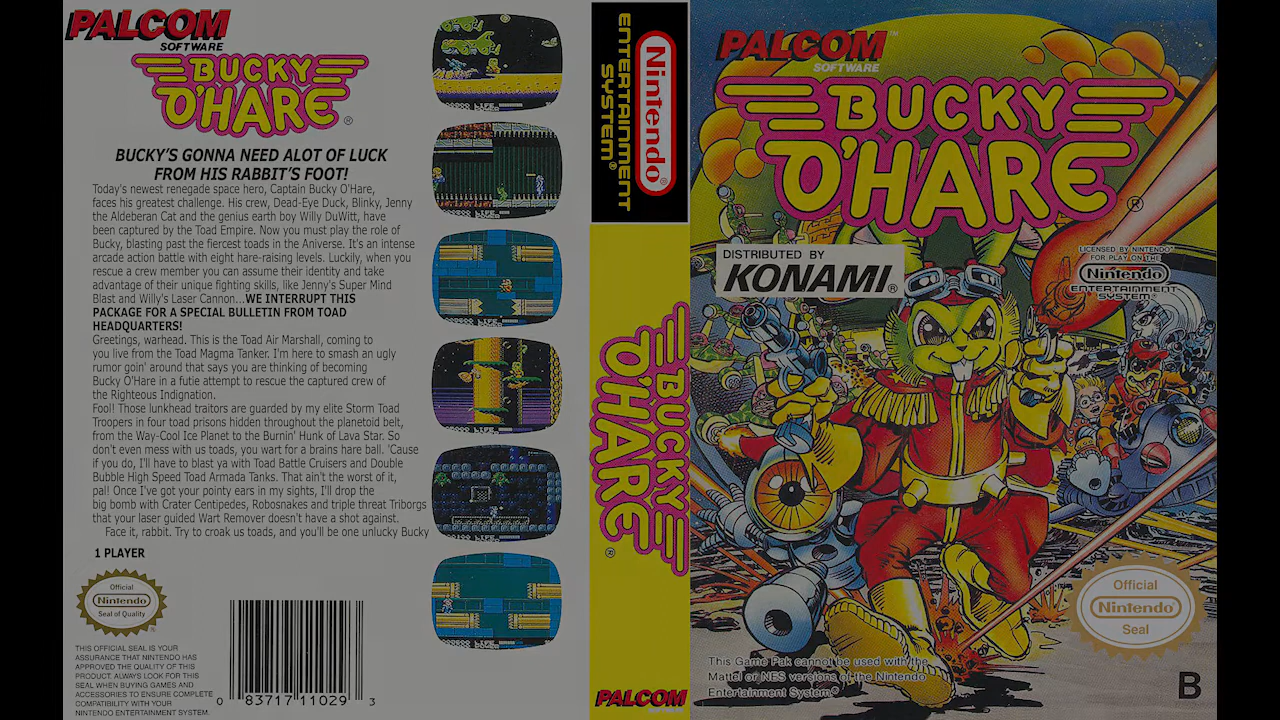 PALCOM
SOFTWARE
BUCKY
O'HARE®
BUCKY'S GONNA NEED ALOT OF LUCK
FROM HIS RABBIT'S FOOT!
Today's newest renegade space hero, Captain Bucky O'Hare,
faces his greatest challenge. His crew, Dead-Eye Duck, Blinky, Jenny
the Aldeberan Cat and the genius earth boy Willy DuWitt, have
been captured by the Toad Empire. Now you must play the role of
Bucky, blasting past the fiercest toads in the Aniverse. It's an intense
arcade action battle with eight hare-raising levels. Luckily, when you
rescue a crew member you can assume their identity and take
advantage of their unique fighting skills, like Jenny's Super Mind
Blast and Willy's Laser Cannon...WE INTERRUPT THIS
PACKAGE FOR A SPECIAL BULLETIN FROM TOAD
HEADQUARTERS!
Greetings, warhead. This is the Toad Air Marshall, coming to
you live from the Toad Magma Tanker. I'm here to smash an ugly
rumor goin' around that says you are thinking of becoming
Bucky O'Hare in a futie attempt to rescue the captured crew of
the Righteous Indignation.
Fool! Those lunkhead traitors are guarded by my elite Storm Toad
Troopers in four toad prisons hidden throughout the planetoid belt,
from the Way-Cool Ice Planet to the Burnin' Hunk of Lava Star. So
don't even mess with us toads, you wart for a brains hare ball. 'Cause
if you do, I'll have to blast ya with Toad Battle Cruisers and Double
Bubble High Speed Toad Armada Tanks. That ain't the worst of it,
pal! Once I've got your pointy ears in my sights, I'll drop the
big bomb with Crater Centipedes, Robosnakes and triple threat Triborgs
that your laser guided Wart Remover doesn't have a shot against.
Face it, rabbit. Try to croak us toads, and you'll be one unlucky Bucky
1 PLAYER
Official
Nintendo®
Seal of Quality
®
THIS OFFICIAL SEAL IS YOUR
ASSURANCE THAT NINTENDO HAS
APPROVED THE QUALITY OF THIS
PRODUCT. ALWAYS LOOK FOR THIS
SEAL WHEN BUYING GAMES AND
ACCESSORIES TO ENSURE COMPLETE
COMPATIBILITY WITH YOUR
NINTENDO ENTERTAINMENT SYSTEM.
0 83717 11029 3
Nintendo®
ENTERTAINMENT
SYSTEM®
BUCKY
O'HARE®
PALCOM
SOFTWARE
PALCOM™
SOFTWARE
BUCKY
O'HARE®
DISTRIBUTED BY
KONAMI®
LICENSED BY NINTENDO®
FOR PLAY ON THE
Nintendo
ENTERTAINMENT
SYSTEM®
Official
Nintendo®
Seal
This Game Pak cannot be used with the
Mattel or NES versions of the Nintendo
Entertainment System®
B